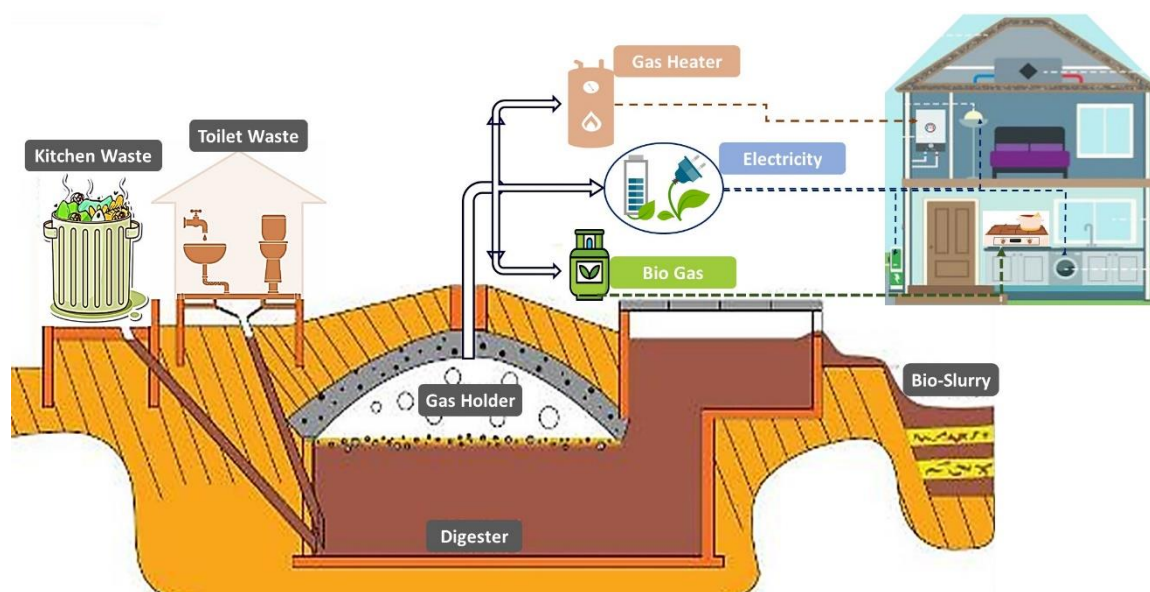 Gas Heater
Toilet Waste
Kitchen Waste
Electricity
Bio Gas
Gas Holder
Bio-Slurry
Digester